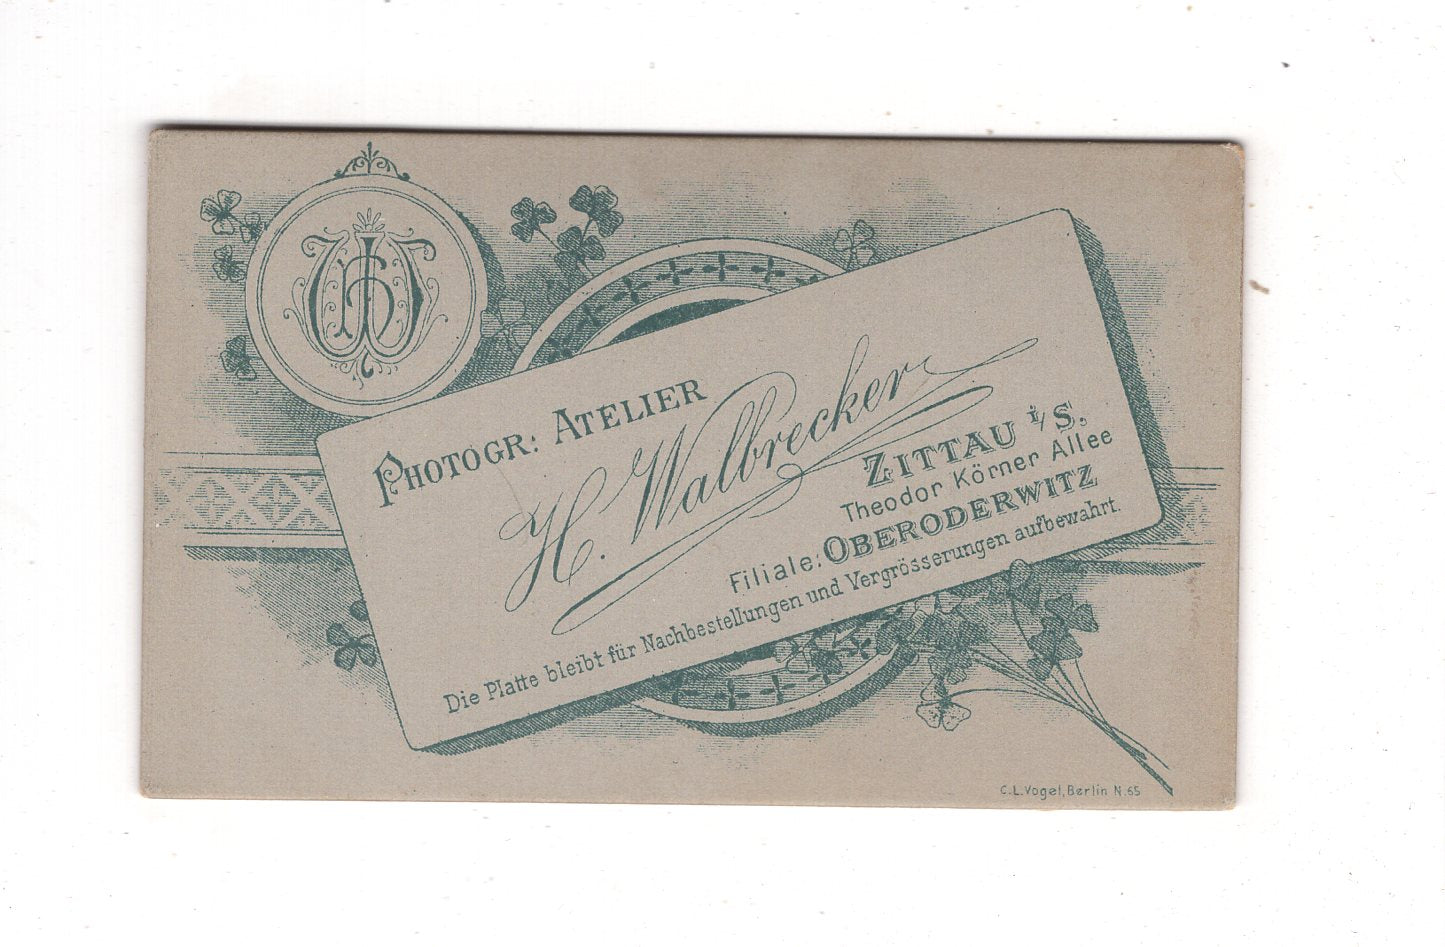 HW
PHOTOGR: ATELIER
H. Walbrecker
ZITTAU i/S.
Theodor Körner Allee
Filiale: OBERODERWITZ
Die Platte bleibt für Nachbestellungen und Vergrösserungen aufbewahrt.
C.L.Vogel, Berlin N.65